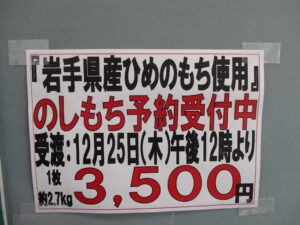 『岩手県産ひめのもち使用』
のしもち予約受付中
受渡:12月25日(木)午後12時より
1枚
約2.7kg
3,500円